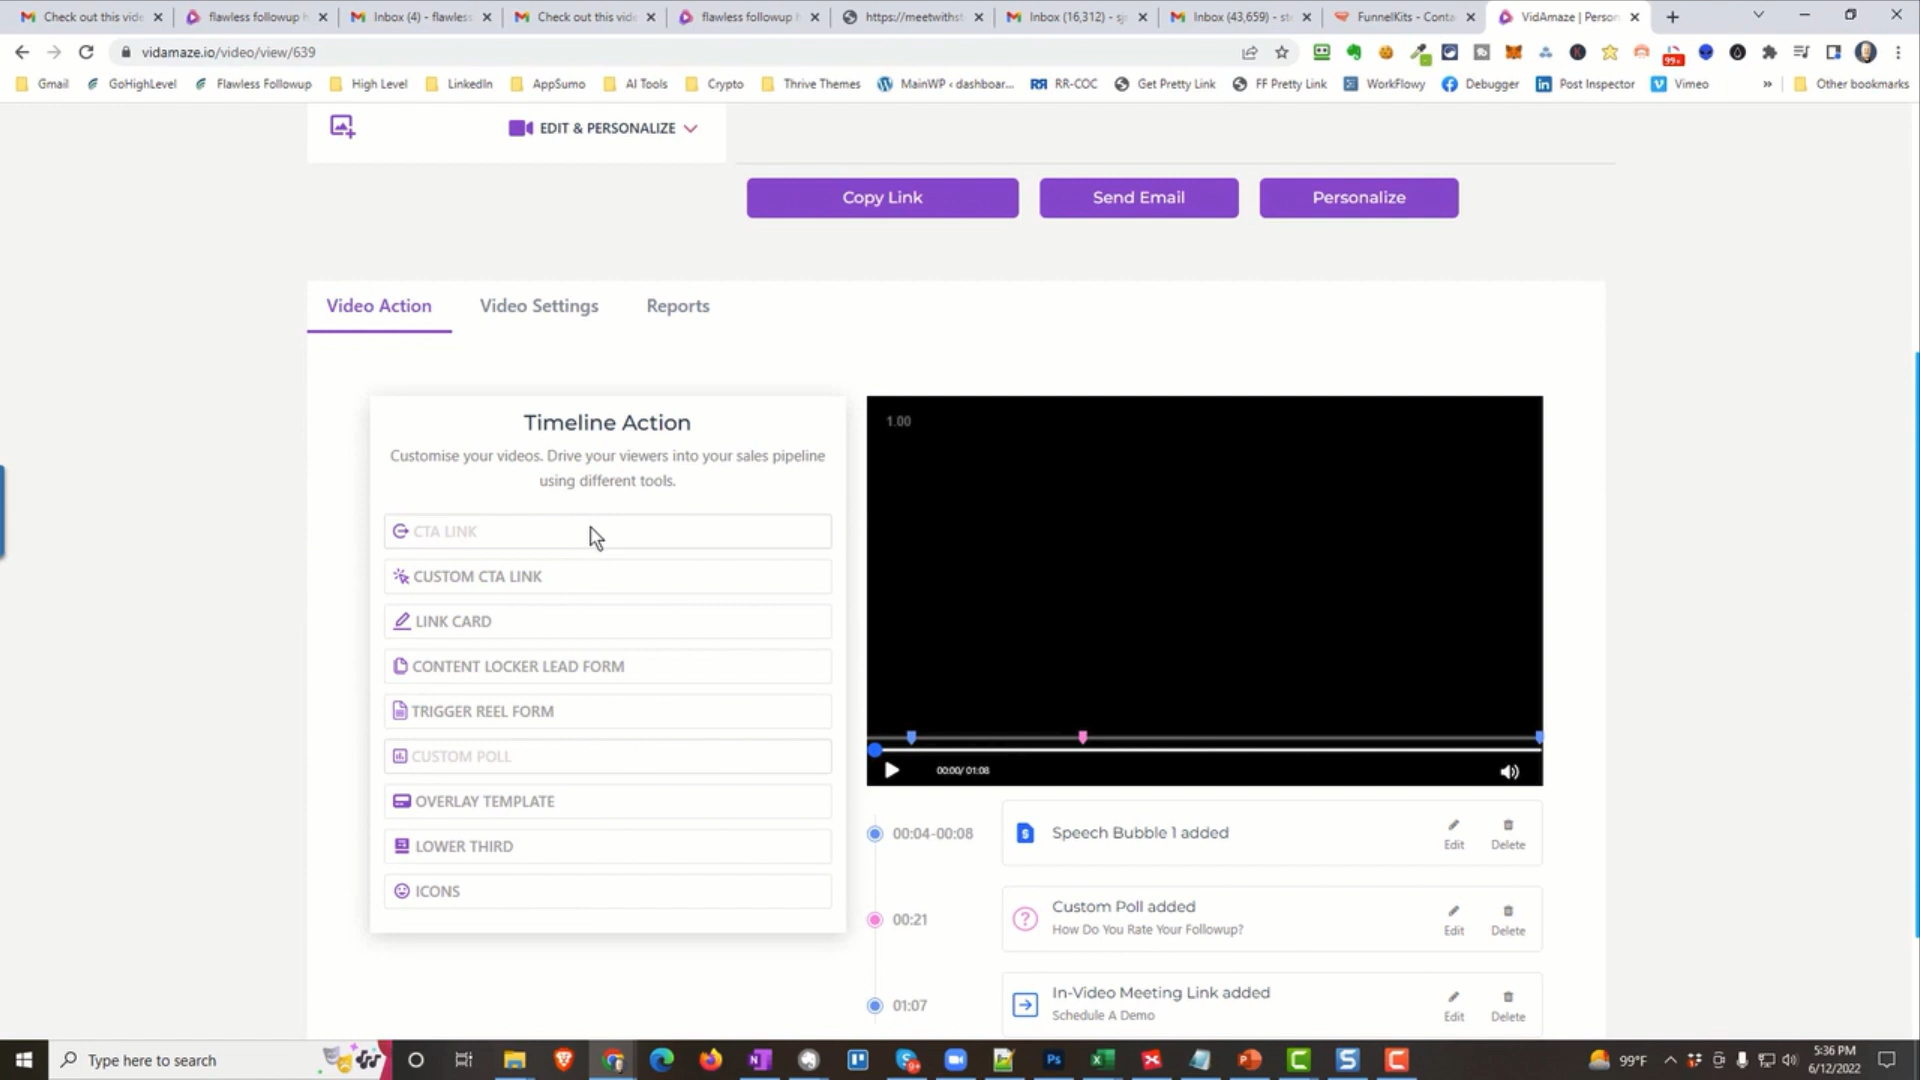 Check out this vide
flawless followup h
Inbox (4) - flawless
Check out this vide
flawless followup h
https://meetwithst
Inbox (16,312) - sj
Inbox (43,659) - st
FunnelKits - Conta
VidAmaze | Person
vidamaze.io/video/view/639
99+
Gmail
GoHighLevel
Flawless Followup
High Level
LinkedIn
AppSumo
AI Tools
Crypto
Thrive Themes
MainWP ‹ dashboar...
RR-COC
Get Pretty Link
FF Pretty Link
WorkFlowy
Debugger
Post Inspector
Vimeo
»
Other bookmarks
EDIT & PERSONALIZE
Copy Link
Send Email
Personalize
Video Action
Video Settings
Reports
Timeline Action
Customise your videos. Drive your viewers into your sales pipeline
using different tools.
CTA LINK
CUSTOM CTA LINK
LINK CARD
CONTENT LOCKER LEAD FORM
TRIGGER REEL FORM
CUSTOM POLL
OVERLAY TEMPLATE
LOWER THIRD
ICONS
1.00
00:00/ 01:08
00:04-00:08
Speech Bubble 1 added
Edit
Delete
00:21
Custom Poll added
How Do You Rate Your Followup?
Edit
Delete
01:07
In-Video Meeting Link added
Schedule A Demo
Edit
Delete
Type here to search
99°F
5:36 PM
6/12/2022